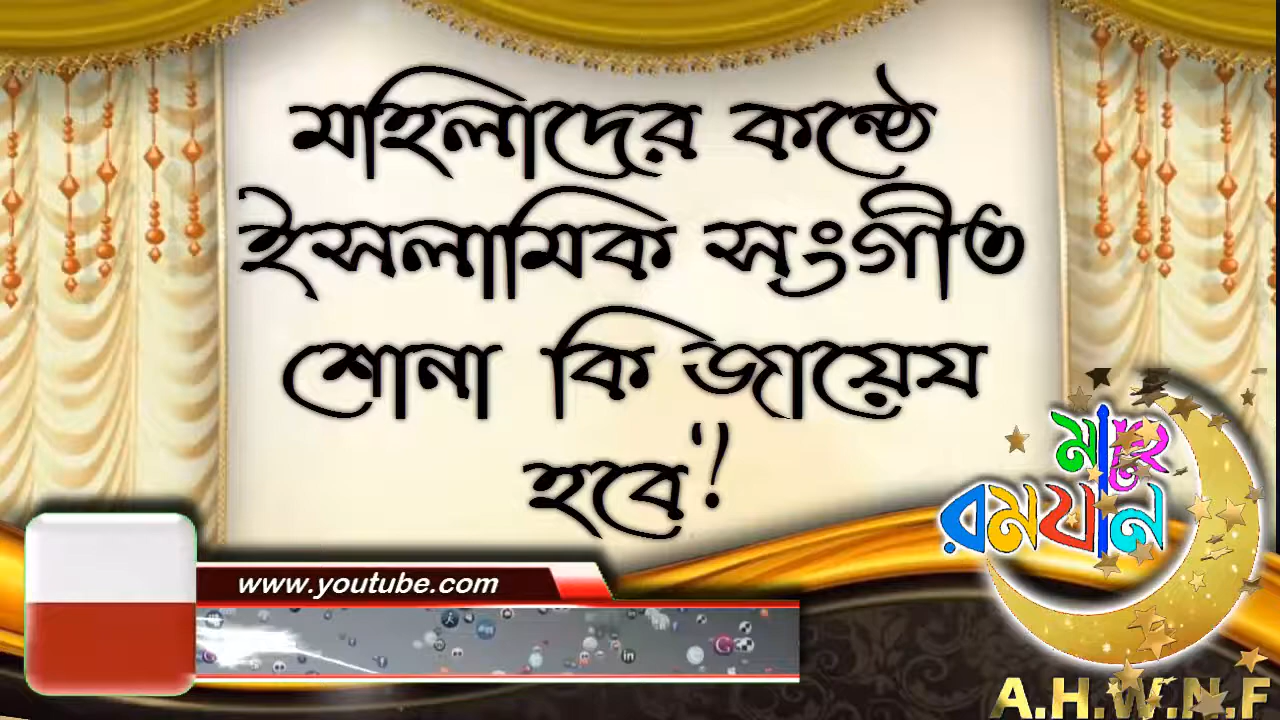 মহিলাদের কন্ঠে
ইসলামিক সংগীত
শোনা কি জায়েয
হবে?
মাহে
রমযান
www.youtube.com
A.H.W.N.F